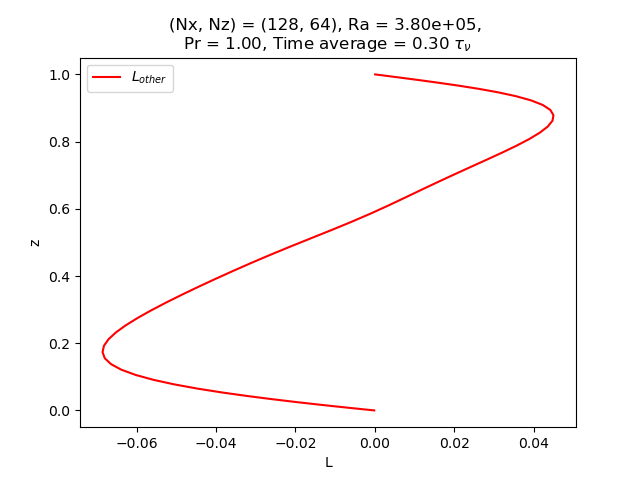 (Nx, Nz) = (128, 64), Ra = 3.80e+05,
Pr = 1.00, Time average = 0.30 τν
L_other
1.0
0.8
0.6
0.4
0.2
0.0
z
−0.06 −0.04 −0.02 0.00 0.02 0.04
L